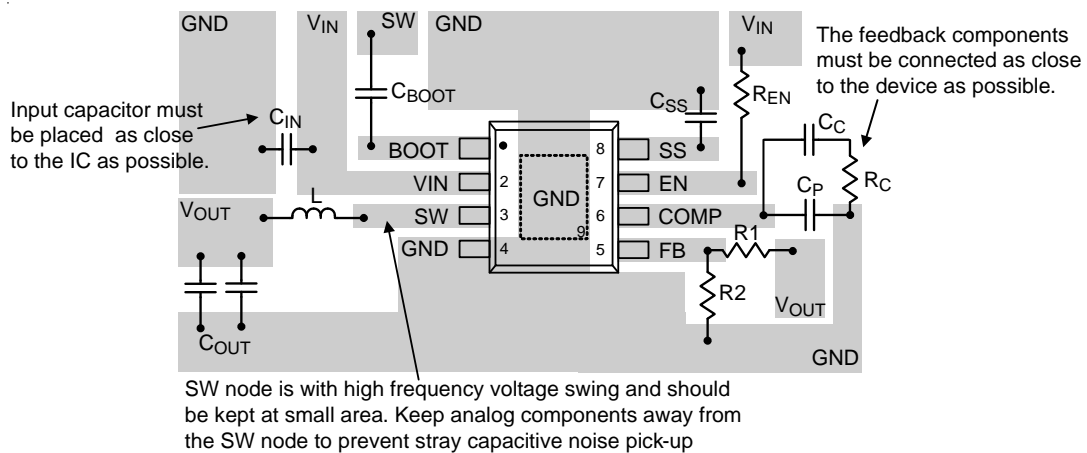 GND
VIN
SW
GND
VIN
The feedback components
must be connected as close
to the device as possible.
Input capacitor must
be placed as close
to the IC as possible.
CIN
CBOOT
CSS
REN
CC
RC
CP
BOOT
8
SS
VIN
2
7
EN
GND
SW
3
6
COMP
GND
4
9
5
FB
VOUT
L
R1
R2
VOUT
COUT
GND
SW node is with high frequency voltage swing and should
be kept at small area. Keep analog components away from
the SW node to prevent stray capacitive noise pick-up